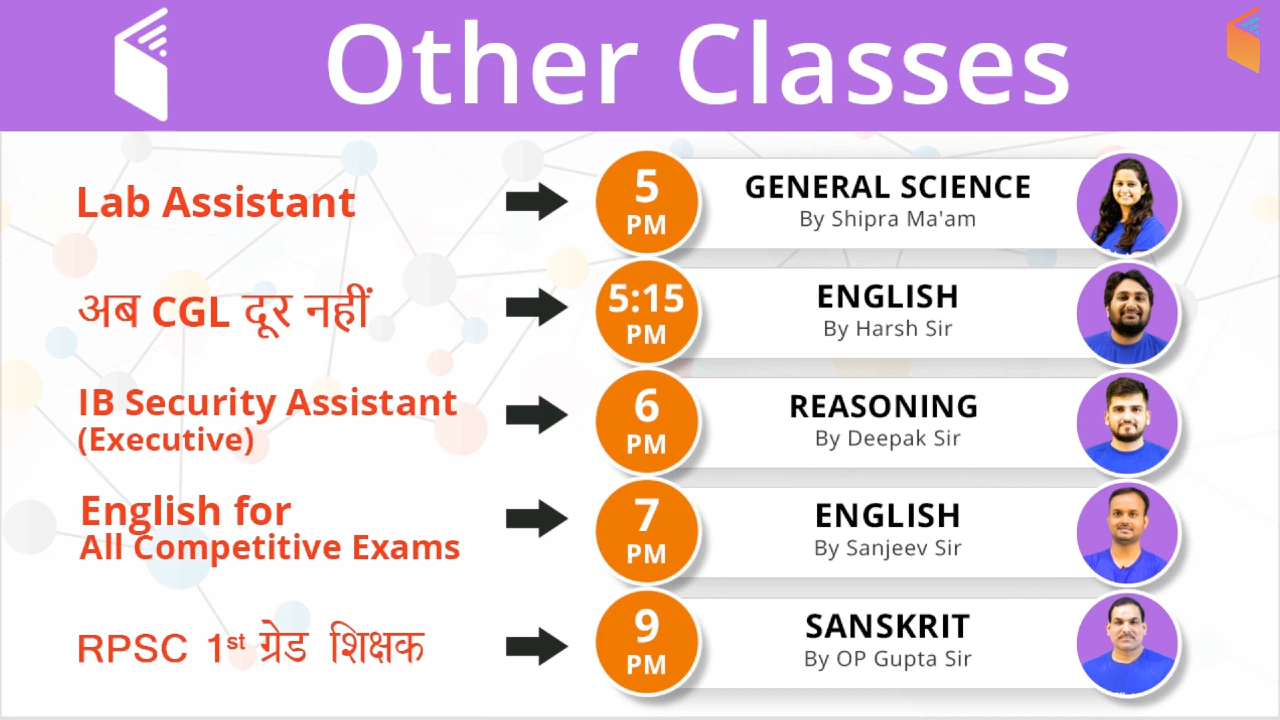 Other Classes
Lab Assistant
5
PM
GENERAL SCIENCE
By Shipra Ma'am
अब CGL दूर नहीं
5:15
PM
ENGLISH
By Harsh Sir
IB Security Assistant
(Executive)
6
PM
REASONING
By Deepak Sir
English for
All Competitive Exams
7
PM
ENGLISH
By Sanjeev Sir
RPSC 1st ग्रेड शिक्षक
9
PM
SANSKRIT
By OP Gupta Sir